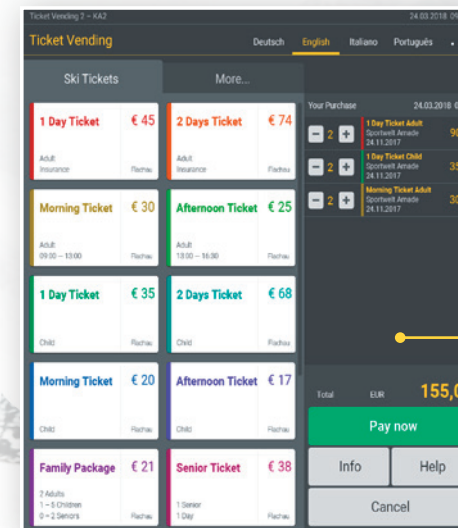 Ticket Vending 2 – KA2
24.03.2018 09
Ticket Vending
Deutsch English Italiano Português
Ski Tickets
More...
1 Day Ticket € 45
Adult
Insurance Flachau
2 Days Ticket € 74
Adult
Insurance Flachau
Morning Ticket € 30
Adult
09:00 – 13:00 Flachau
Afternoon Ticket € 25
Adult
13:00 – 16:30 Flachau
1 Day Ticket € 35
Child Flachau
2 Days Ticket € 68
Child Flachau
Morning Ticket € 20
Child Flachau
Afternoon Ticket € 17
Child Flachau
Family Package € 21
2 Adults
1 – 5 Children
0 – 2 Seniors Flachau
Senior Ticket € 38
1 Senior
1 Day Flachau
Your Purchase 24.03.2018 0
1 Day Ticket Adult
− 2 + Sportwelt Amade 90
24.11.2017
1 Day Ticket Child
− 2 + Sportwelt Amade 35
24.11.2017
Morning Ticket Adult
− 2 + Sportwelt Amade 30
24.11.2017
Total EUR 155,0
Pay now
Info
Help
Cancel